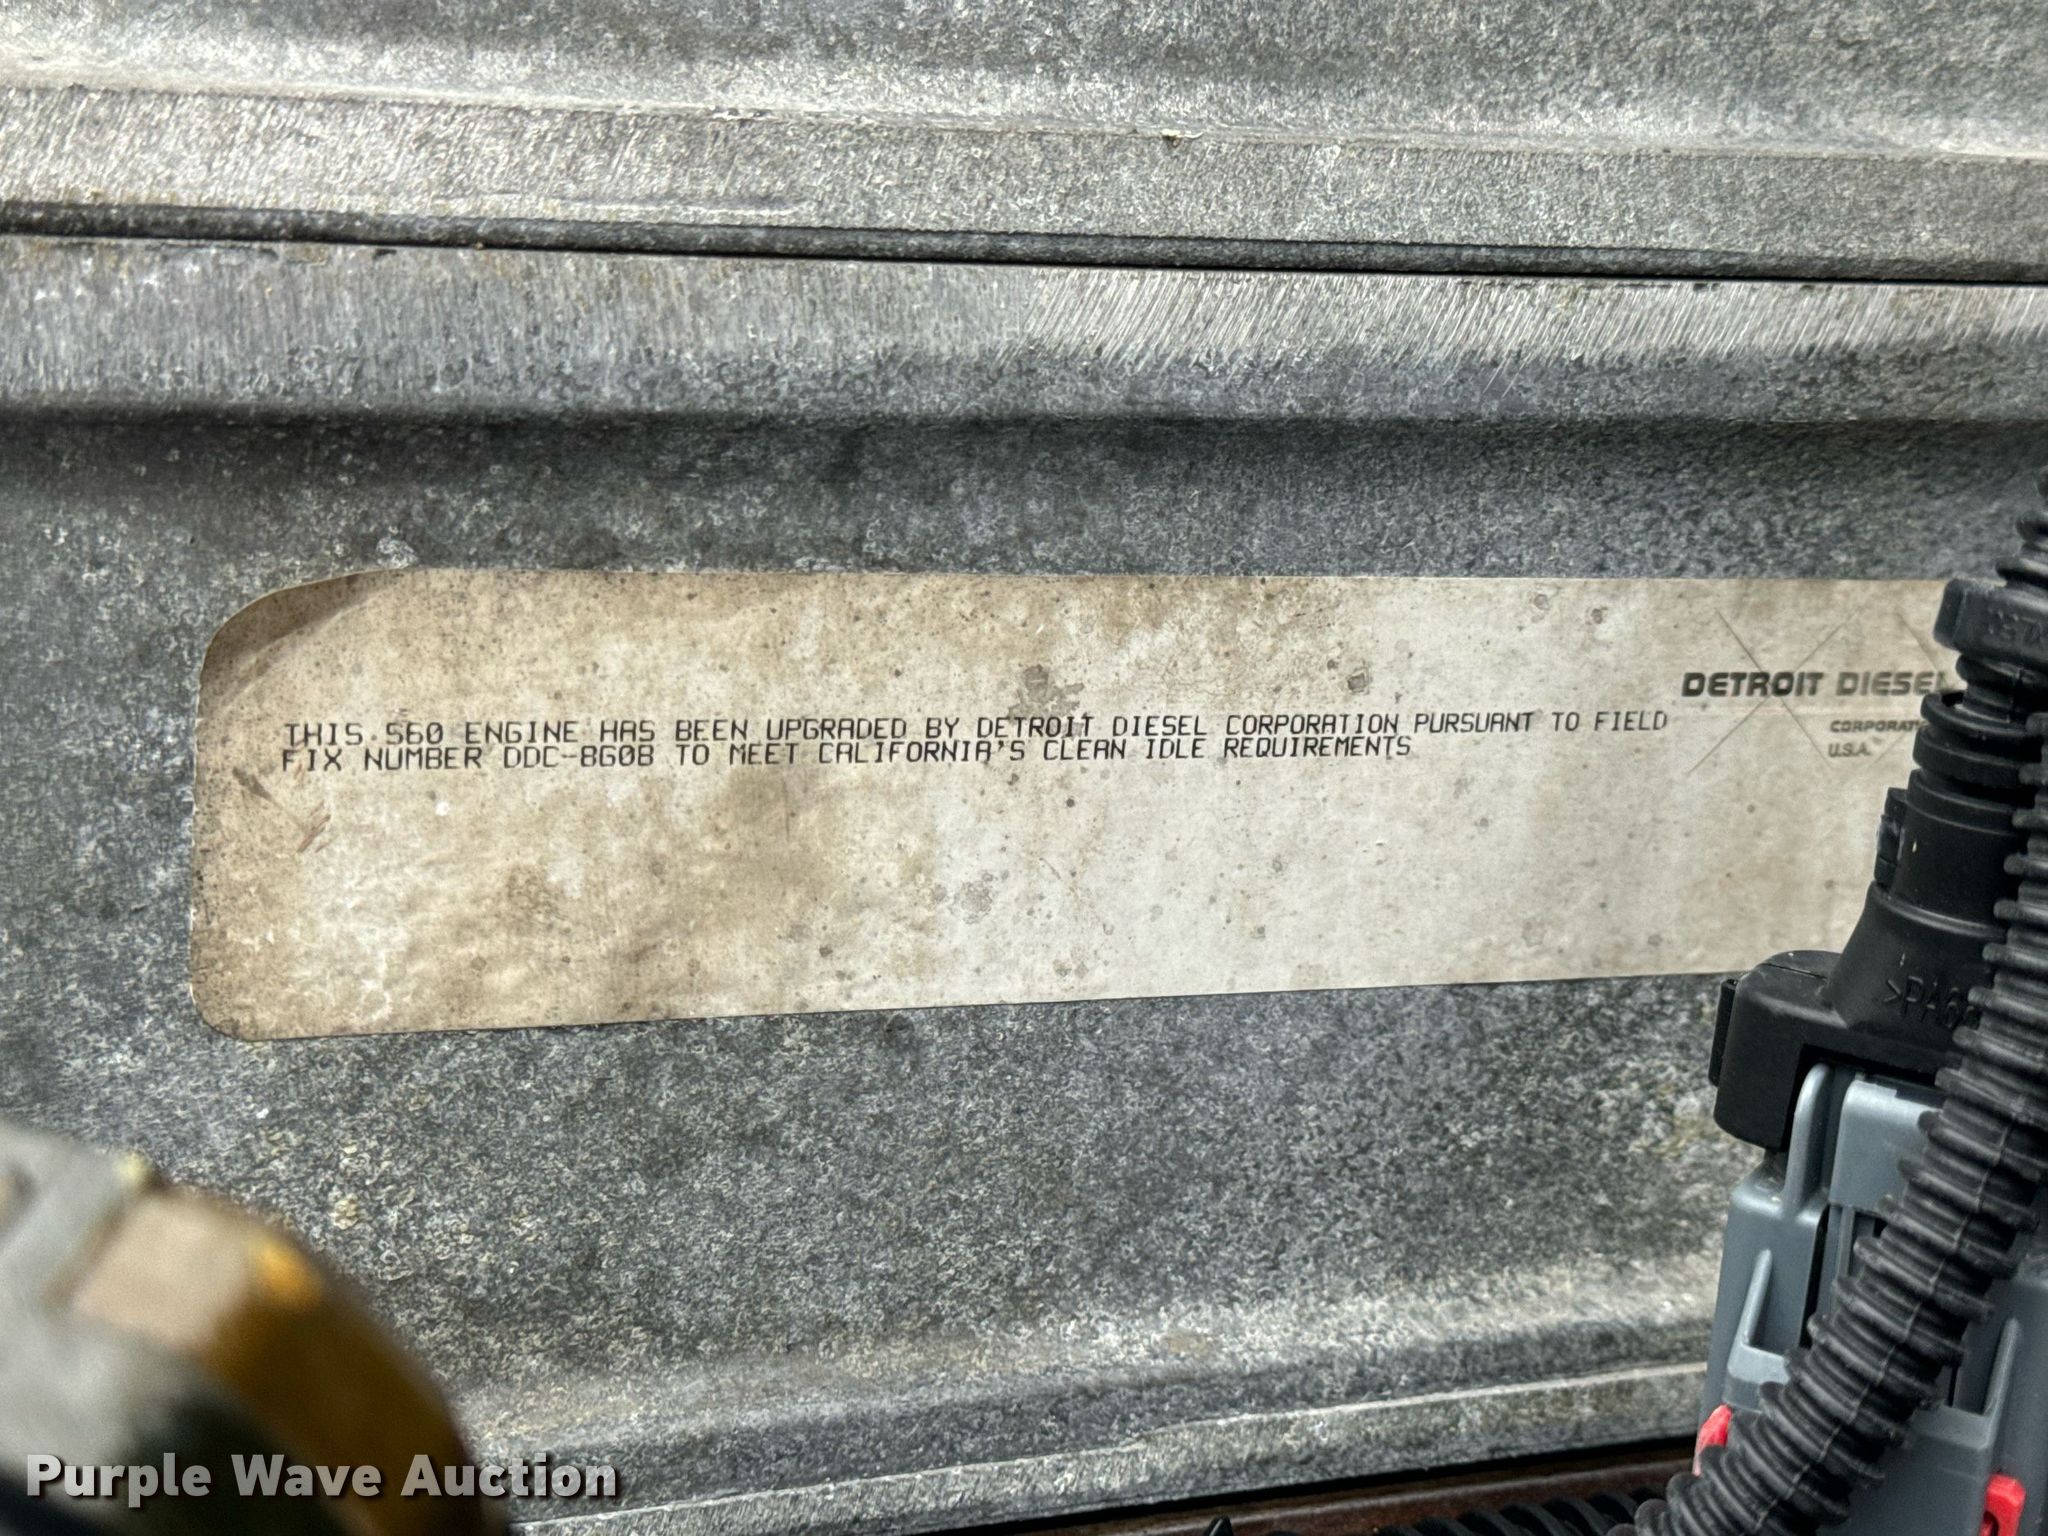 DETROIT DIESEL
THIS S60 ENGINE HAS BEEN UPGRADED BY DETROIT DIESEL CORPORATION PURSUANT TO FIELD
FIX NUMBER DDC-8608 TO MEET CALIFORNIA'S CLEAN IDLE REQUIREMENTS
U.S.A.
Purple Wave Auction